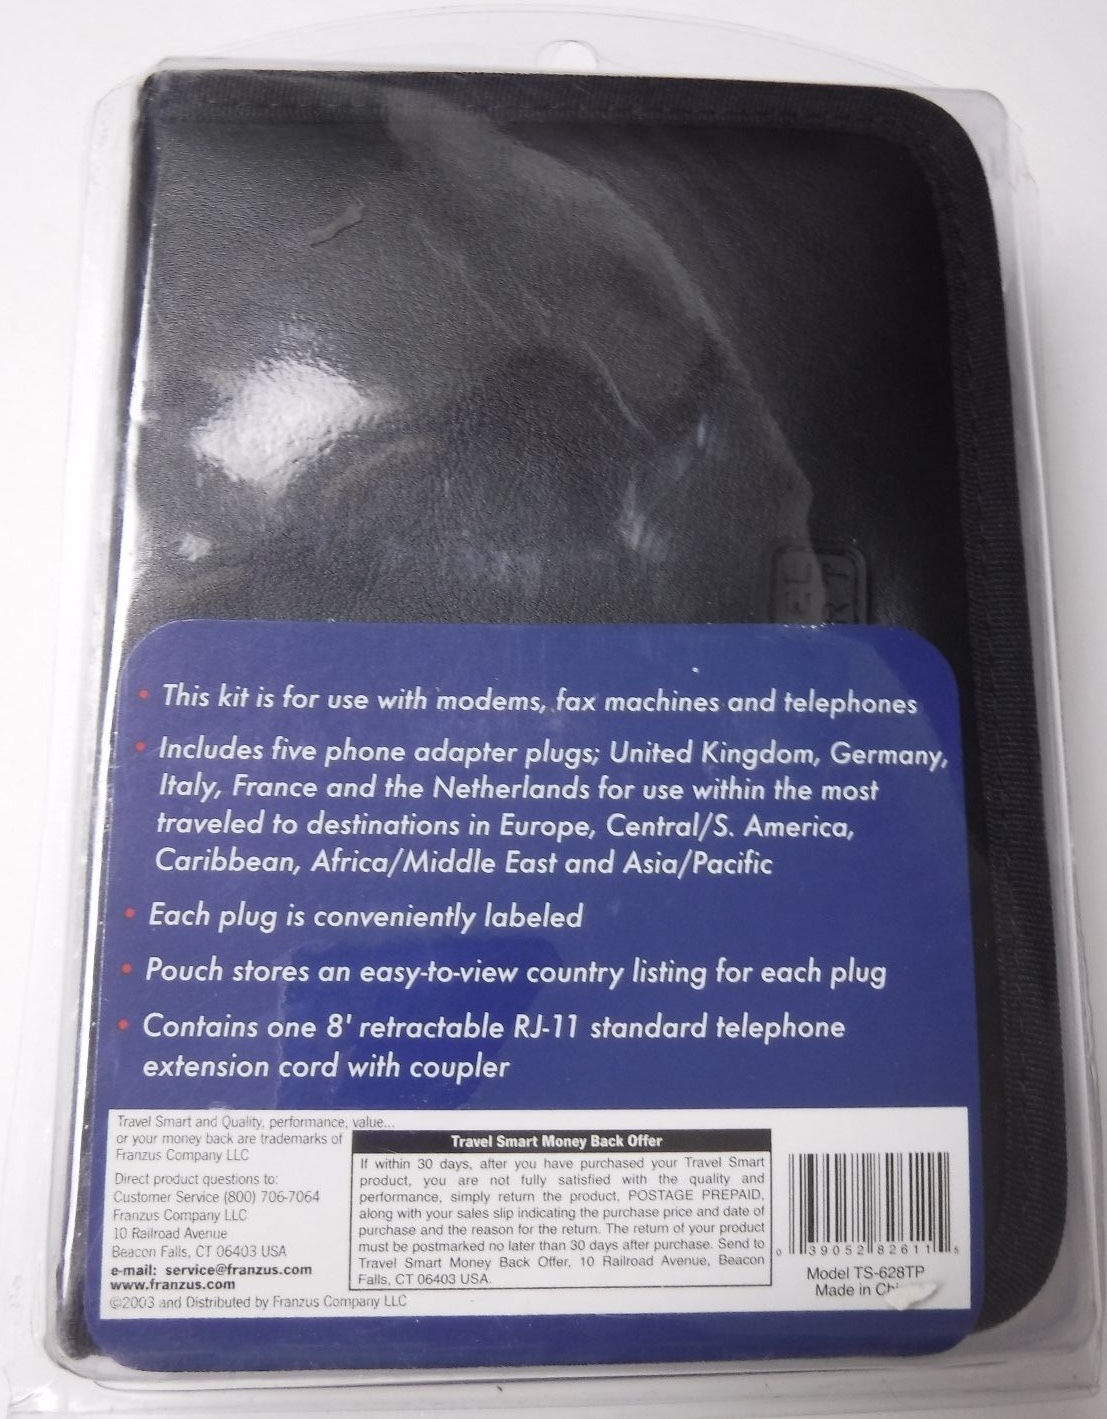 EL
RT
• This kit is for use with modems, fax machines and telephones
• Includes five phone adapter plugs; United Kingdom, Germany,
Italy, France and the Netherlands for use within the most
traveled to destinations in Europe, Central/S. America,
Caribbean, Africa/Middle East and Asia/Pacific
• Each plug is conveniently labeled
• Pouch stores an easy-to-view country listing for each plug
• Contains one 8' retractable RJ-11 standard telephone
extension cord with coupler
Travel Smart and Quality, performance, value...
or your money back are trademarks of
Franzus Company LLC
Direct product questions to:
Customer Service (800) 706-7064
Franzus Company LLC
10 Railroad Avenue
Beacon Falls, CT 06403 USA
e-mail: service@franzus.com
www.franzus.com
©2003 and Distributed by Franzus Company LLC
Travel Smart Money Back Offer
If within 30 days, after you have purchased your Travel Smart
product, you are not fully satisfied with the quality and
performance, simply return the product, POSTAGE PREPAID,
along with your sales slip indicating the purchase price and date of
purchase and the reason for the return. The return of your product
must be postmarked no later than 30 days after purchase. Send to
Travel Smart Money Back Offer, 10 Railroad Avenue, Beacon
Falls, CT 06403 USA.
0 39052 82611 5
Model TS-628TP
Made in